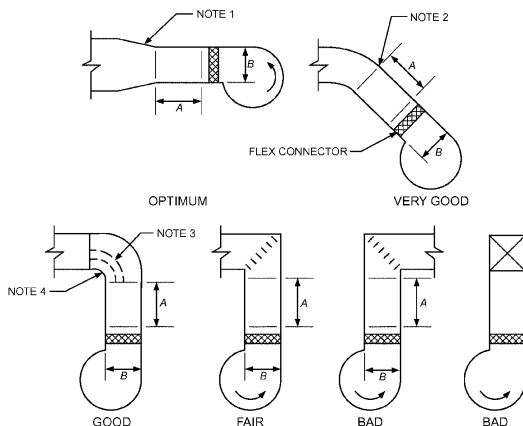 NOTE 1
B
A
OPTIMUM
NOTE 2
A
FLEX CONNECTOR
B
VERY GOOD
NOTE 3
NOTE 4
A
B
GOOD
A
B
FAIR
A
B
BAD
BAD